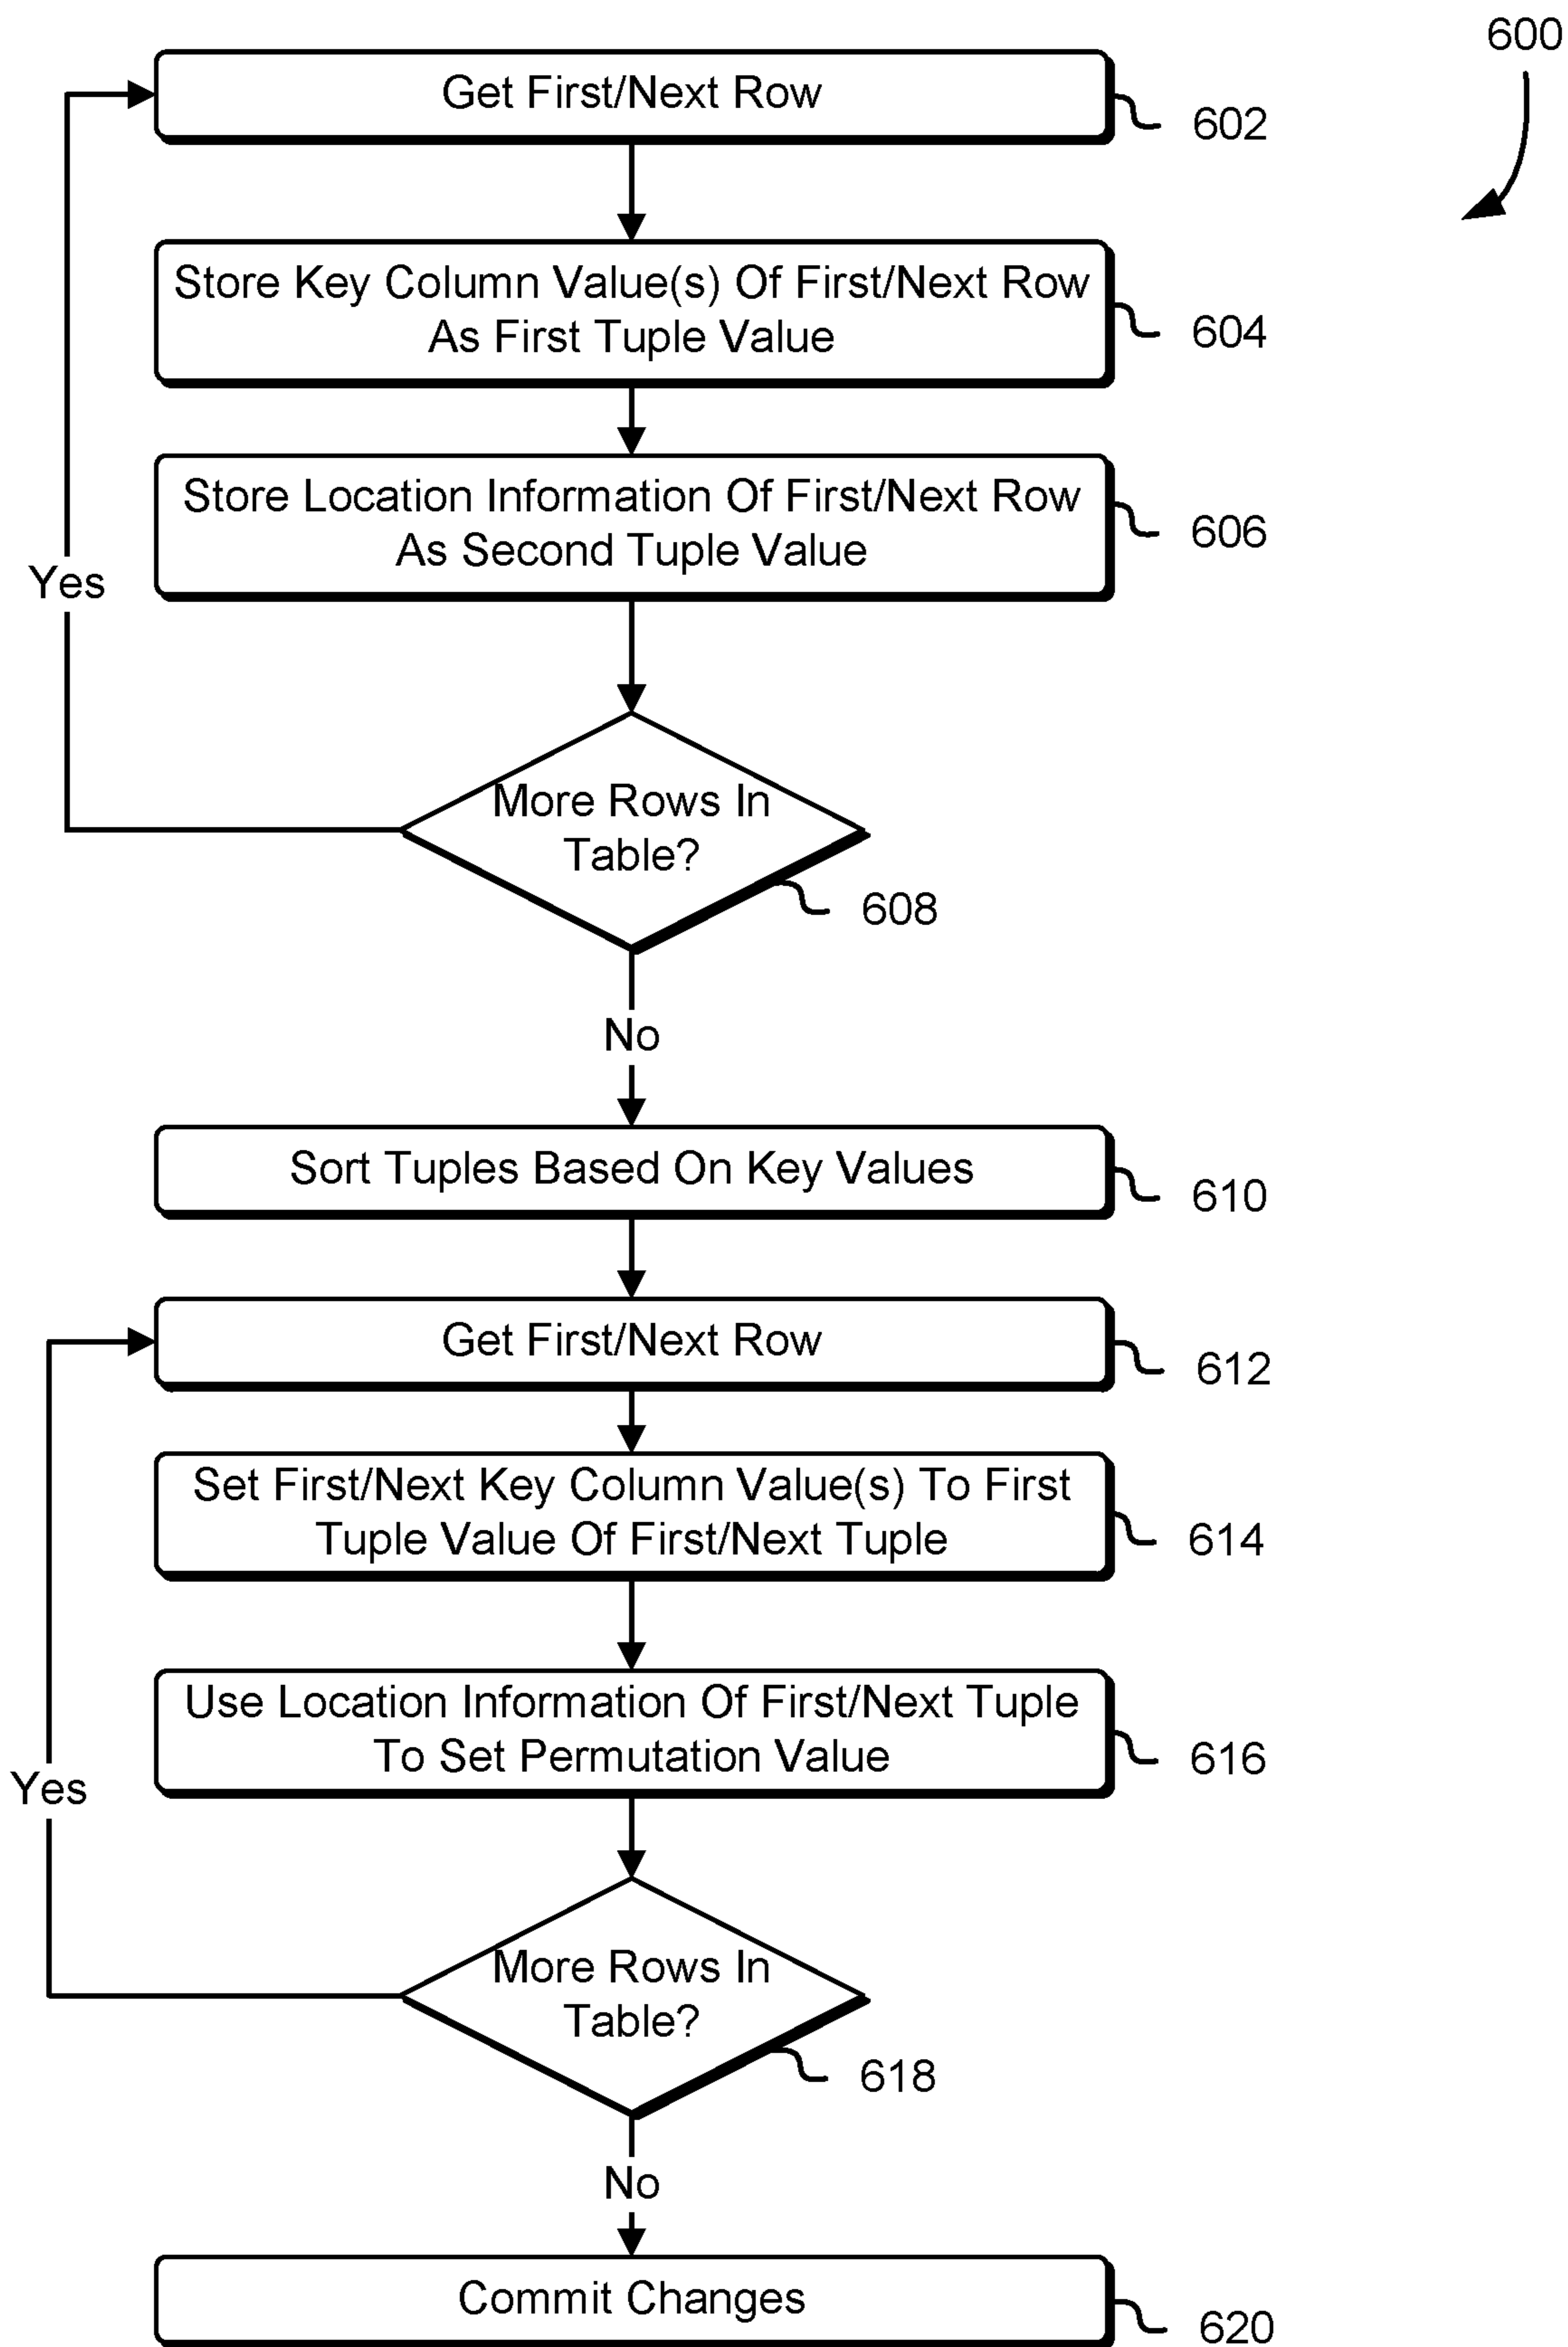 600
Get First/Next Row
602
Store Key Column Value(s) Of First/Next Row
As First Tuple Value
604
Store Location Information Of First/Next Row
As Second Tuple Value
606
Yes
More Rows In
Table?
608
No
Sort Tuples Based On Key Values
610
Get First/Next Row
612
Set First/Next Key Column Value(s) To First
Tuple Value Of First/Next Tuple
614
Use Location Information Of First/Next Tuple
To Set Permutation Value
616
Yes
More Rows In
Table?
618
No
Commit Changes
620